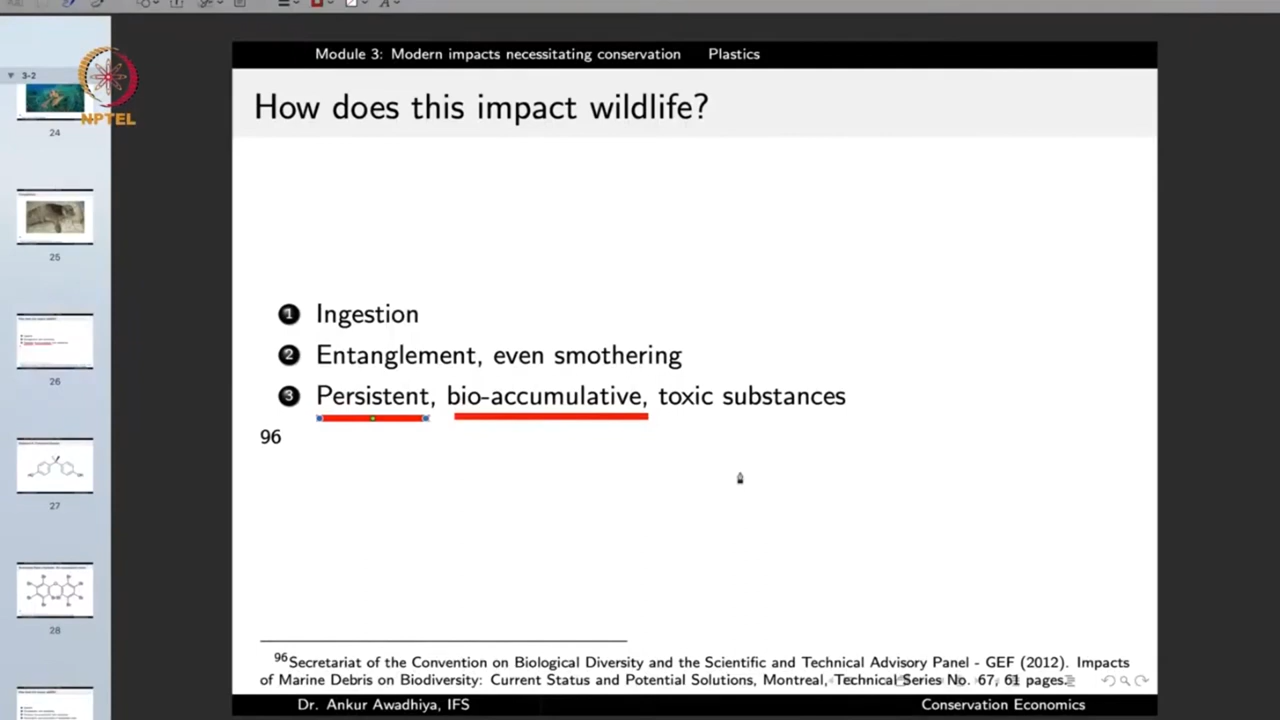 Module 3: Modern impacts necessitating conservation Plastics
3-2
NPTEL
How does this impact wildlife?
24
25
1 Ingestion
2 Entanglement, even smothering
3 Persistent, bio-accumulative, toxic substances
96
26
27
28
96 Secretariat of the Convention on Biological Diversity and the Scientific and Technical Advisory Panel - GEF (2012). Impacts
of Marine Debris on Biodiversity: Current Status and Potential Solutions, Montreal, Technical Series No. 67, 61 pages.
Dr. Ankur Awadhiya, IFS Conservation Economics